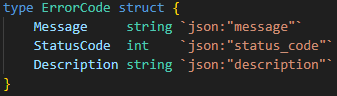 type ErrorCode struct {
    Message     string `json:"message"`
    StatusCode  int    `json:"status_code"`
    Description string `json:"description"`
}